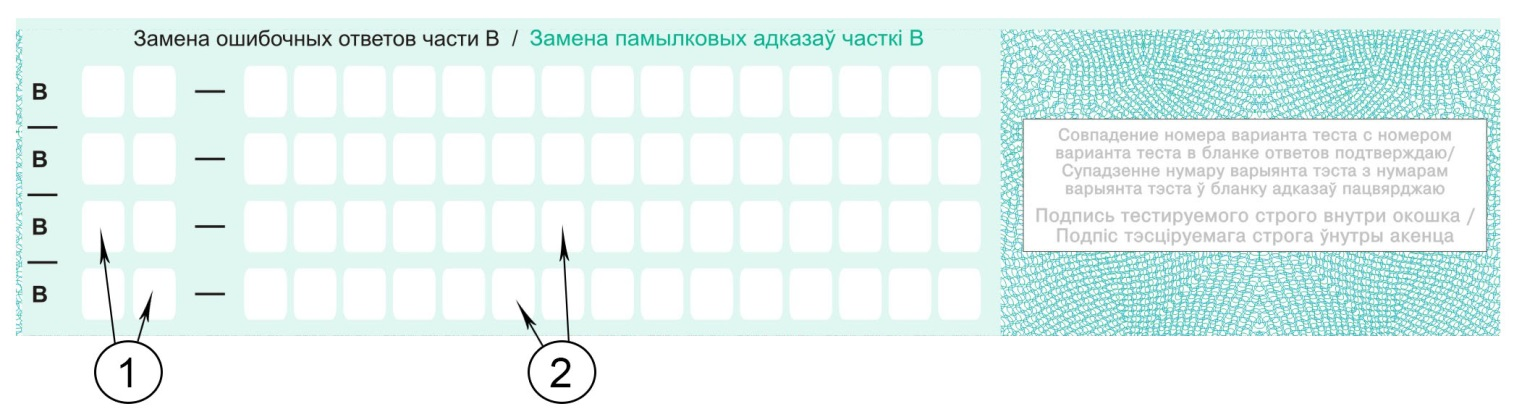 Замена ошибочных ответов части В / Замена памылковых адказаў часткі В
В —
В —
В —
В —
Совпадение номера варианта теста с номером
варианта теста в бланке ответов подтверждаю/
Супадзенне нумару варыянта тэста з нумарам
варыянта тэста ў бланку адказаў пацвярджаю
Подпись тестируемого строго внутри окошка /
Подпіс тэсціруемага строга ўнутры акенца
1
2